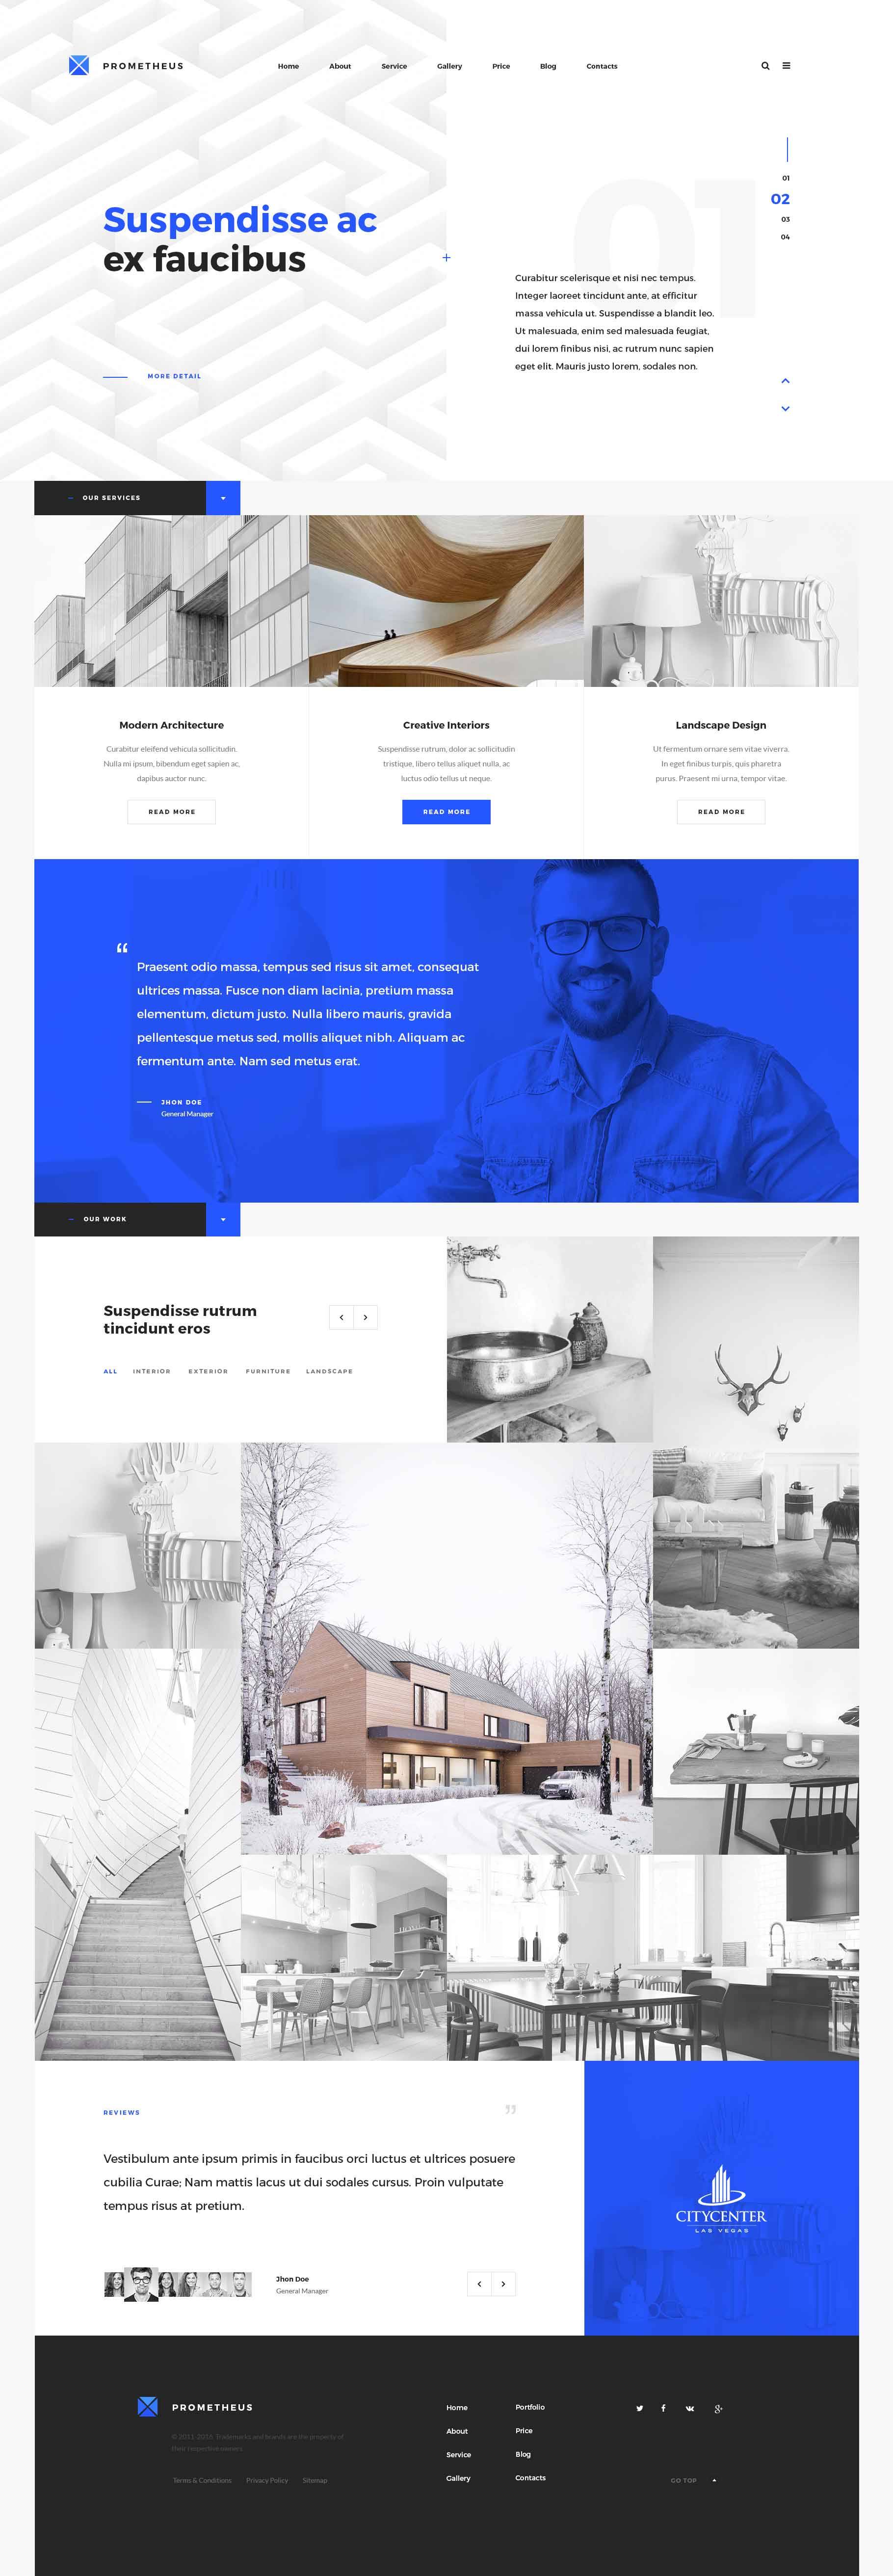 PROMETHEUS
Home About Service Gallery Price Blog Contacts
01
01
02
03
04
Suspendisse ac
ex faucibus
Curabitur scelerisque et nisi nec tempus.
Integer laoreet tincidunt ante, at efficitur
massa vehicula ut. Suspendisse a blandit leo.
Ut malesuada, enim sed malesuada feugiat,
dui lorem finibus nisi, ac rutrum nunc sapien
eget elit. Mauris justo lorem, sodales non.
MORE DETAIL
OUR SERVICES
Modern Architecture
Curabitur eleifend vehicula sollicitudin.
Nulla mi ipsum, bibendum eget sapien ac,
dapibus auctor nunc.
READ MORE
Creative Interiors
Suspendisse rutrum, dolor ac sollicitudin
tristique, libero tellus aliquet nulla, ac
luctus odio tellus ut neque.
READ MORE
Landscape Design
Ut fermentum ornare sem vitae viverra.
In eget finibus turpis, quis pharetra
purus. Praesent mi urna, tempor vitae.
READ MORE
“
Praesent odio massa, tempus sed risus sit amet, consequat
ultrices massa. Fusce non diam lacinia, pretium massa
elementum, dictum justo. Nulla libero mauris, gravida
pellentesque metus sed, mollis aliquet nibh. Aliquam ac
fermentum ante. Nam sed metus erat.
JHON DOE
General Manager
OUR WORK
Suspendisse rutrum
tincidunt eros
ALL INTERIOR EXTERIOR FURNITURE LANDSCAPE
REVIEWS
”
Vestibulum ante ipsum primis in faucibus orci luctus et ultrices posuere
cubilia Curae; Nam mattis lacus ut dui sodales cursus. Proin vulputate
tempus risus at pretium.
Jhon Doe
General Manager
CITYCENTER
LAS VEGAS
PROMETHEUS
© 2011-2016. Trademarks and brands are the property of
their respective owners.
Terms & Conditions Privacy Policy Sitemap
Home
About
Service
Gallery
Portfolio
Price
Blog
Contacts
GO TOP